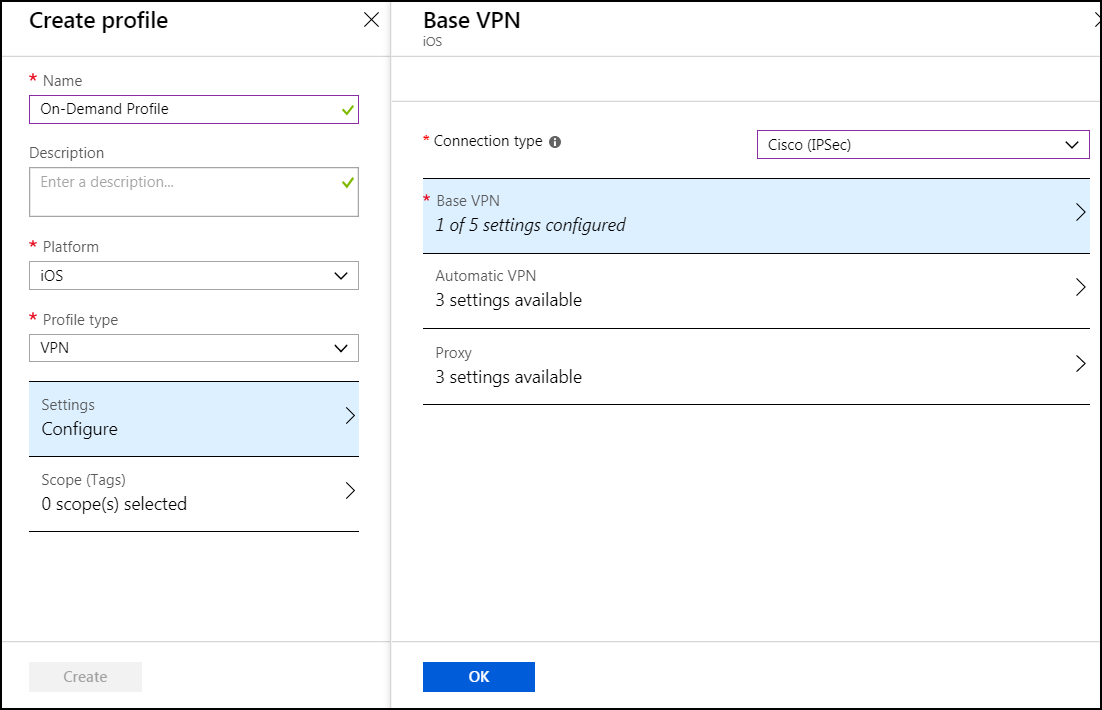 Create profile
* Name
On-Demand Profile
Description
Enter a description...
* Platform
iOS
* Profile type
VPN
Settings
Configure
Scope (Tags)
0 scope(s) selected
Create
Base VPN
iOS
* Connection type
Cisco (IPSec)
* Base VPN
1 of 5 settings configured
Automatic VPN
3 settings available
Proxy
3 settings available
OK